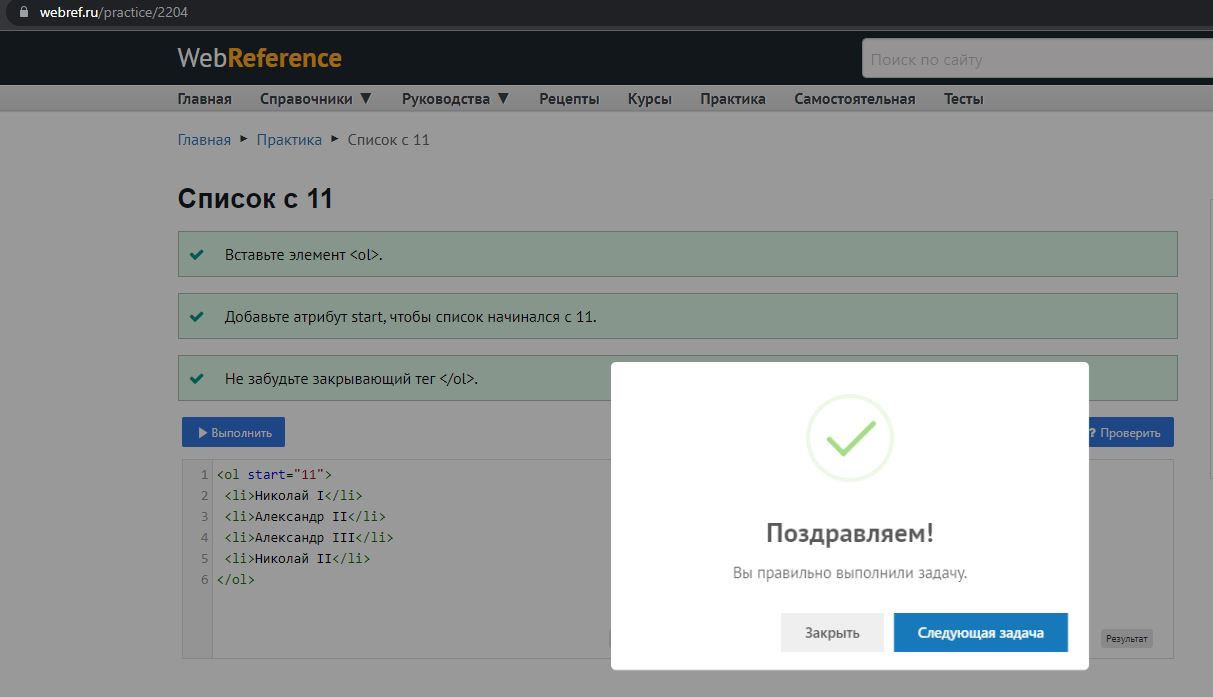 webref.ru/practice/2204
WebReference
Поиск по сайту
Главная Справочники ▼ Руководства ▼ Рецепты Курсы Практика Самостоятельная Тесты
Главная ► Практика ► Список с 11
Список с 11
Вставьте элемент <ol>.
Добавьте атрибут start, чтобы список начинался с 11.
Не забудьте закрывающий тег </ol>.
Выполнить
? Проверить
1 <ol start="11">
2 <li>Николай I</li>
3 <li>Александр II</li>
4 <li>Александр III</li>
5 <li>Николай II</li>
6 </ol>
Результат
Поздравляем!
Вы правильно выполнили задачу.
Закрыть Следующая задача